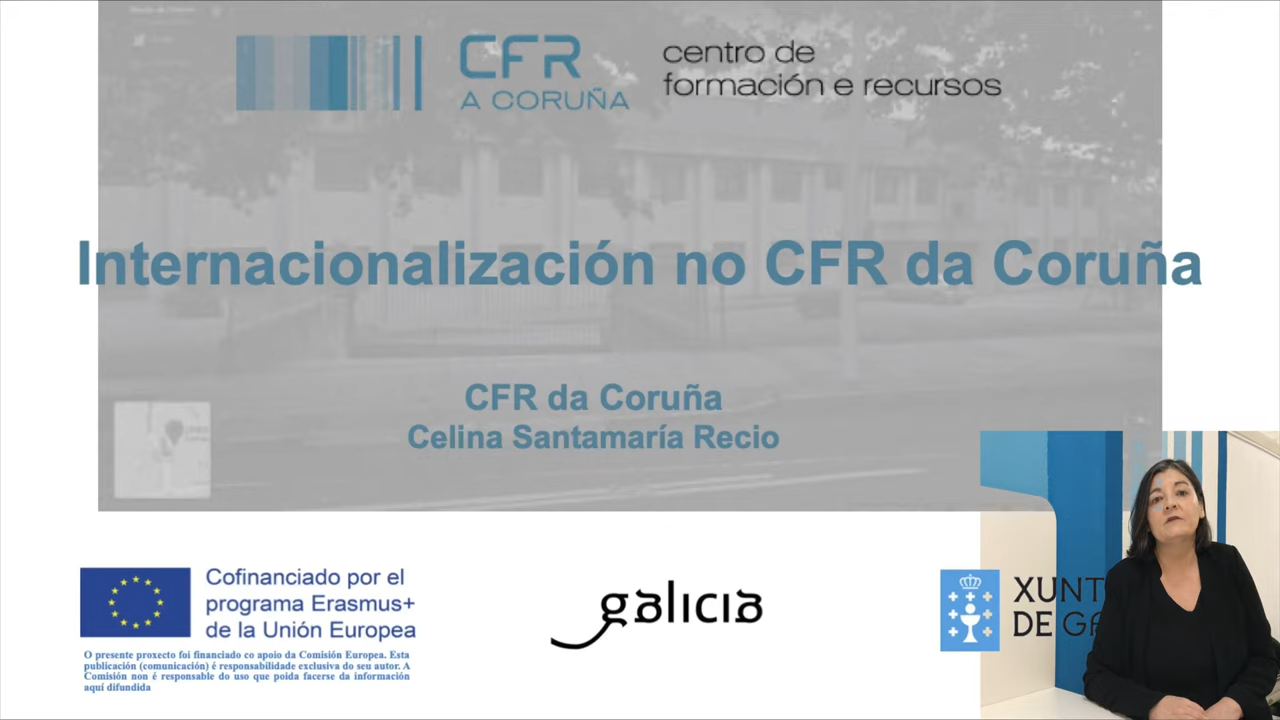 CFR
A CORUÑA
centro de
formación e recursos
Internacionalización no CFR da Coruña
CFR da Coruña
Celina Santamaría Recio
Cofinanciado por el
programa Erasmus+
de la Unión Europea
O presente proxecto foi financiado co apoio da Comisión Europea. Esta
publicación (comunicación) é responsabilidade exclusiva do seu autor. A
Comisión non é responsable do uso que poida facerse da información
aquí difundida
galicia
XUNT
DE GA